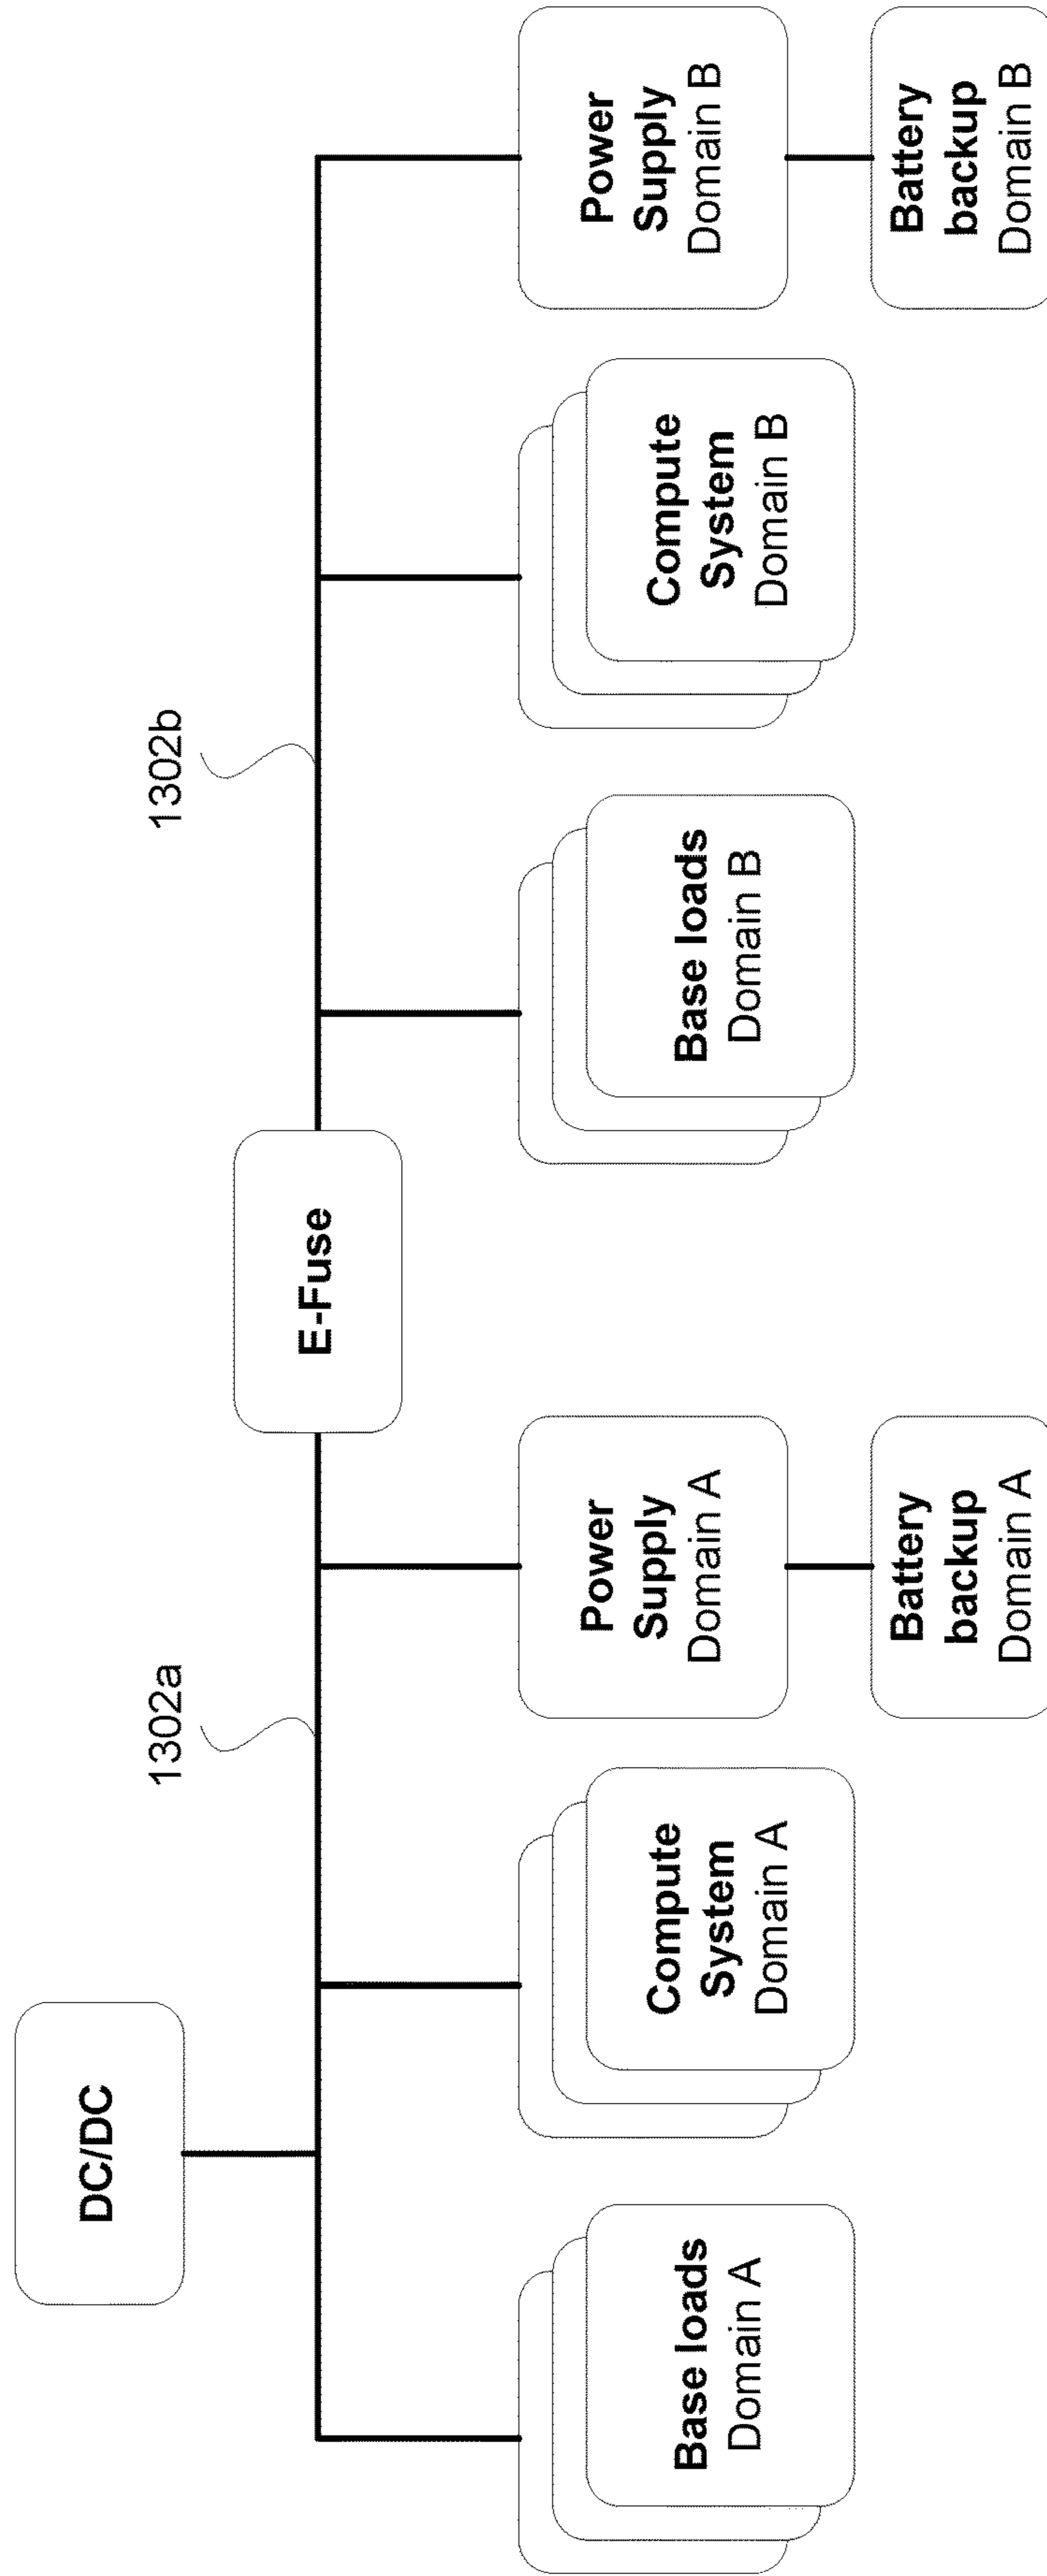 DC/DC
1302a
1302b
E-Fuse
Base loads
Domain A
Compute
System
Domain A
Power
Supply
Domain A
Base loads
Domain B
Compute
System
Domain B
Power
Supply
Domain B
Battery
backup
Domain A
Battery
backup
Domain B